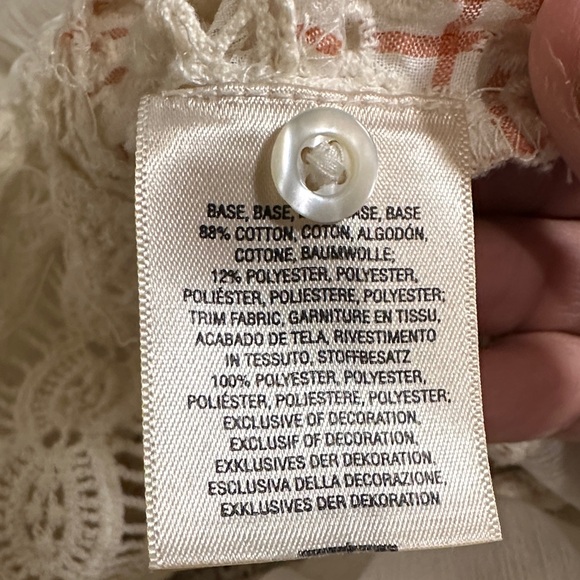 BASE, BASE, BASE, BASE
88% COTTON, COTON, ALGODÓN,
COTONE, BAUMWOLLE;
12% POLYESTER, POLYESTER,
POLIÉSTER, POLIESTERE, POLYESTER;
TRIM FABRIC, GARNITURE EN TISSU,
ACABADO DE TELA, RIVESTIMENTO
IN TESSUTO, STOFFBESATZ
100% POLYESTER, POLYESTER,
POLIÉSTER, POLIESTERE, POLYESTER;
EXCLUSIVE OF DECORATION,
EXCLUSIF OF DECORATION,
EXKLUSIVES DER DEKORATION,
ESCLUSIVA DELLA DECORAZIONE,
EXKLUSIVES DER DEKORATION